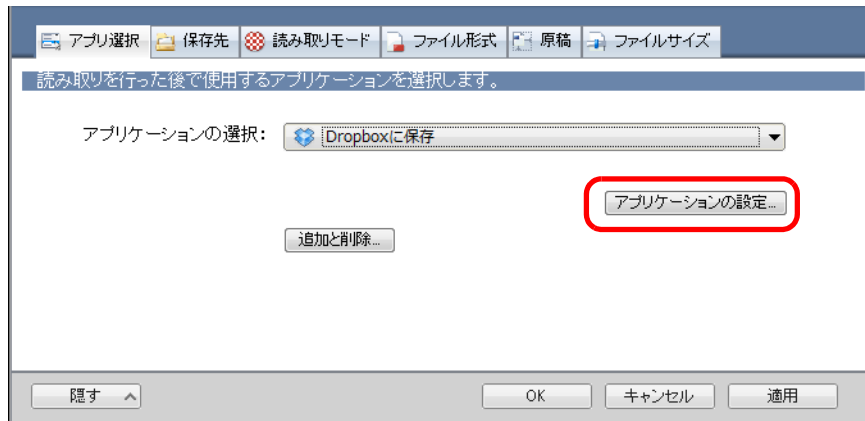 アプリ選択 保存先 読み取りモード ファイル形式 原稿 ファイルサイズ
読み取りを行った後で使用するアプリケーションを選択します。
アプリケーションの選択: Dropboxに保存
アプリケーションの設定...
追加と削除...
隠す OK キャンセル 適用